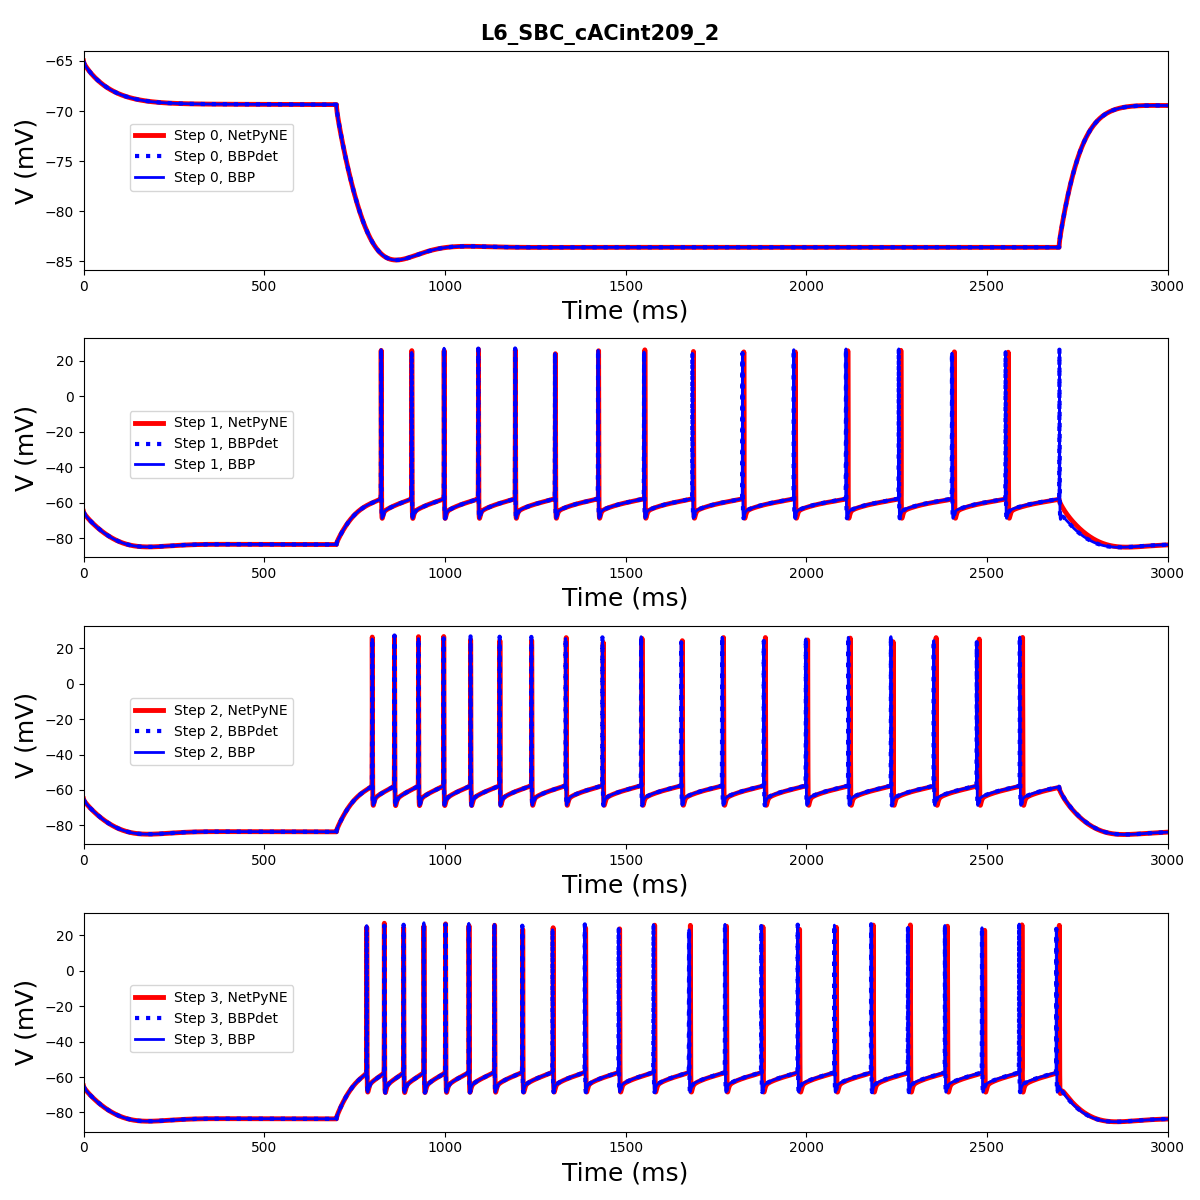 L6_SBC_cACint209_2
−65
−70
−75
−80
−85
V (mV)
Step 0, NetPyNE
Step 0, BBPdet
Step 0, BBP
0 500 1000 1500 2000 2500 3000
Time (ms)
20
0
−20
−40
−60
−80
V (mV)
Step 1, NetPyNE
Step 1, BBPdet
Step 1, BBP
0 500 1000 1500 2000 2500 3000
Time (ms)
20
0
−20
−40
−60
−80
V (mV)
Step 2, NetPyNE
Step 2, BBPdet
Step 2, BBP
0 500 1000 1500 2000 2500 3000
Time (ms)
20
0
−20
−40
−60
−80
V (mV)
Step 3, NetPyNE
Step 3, BBPdet
Step 3, BBP
0 500 1000 1500 2000 2500 3000
Time (ms)